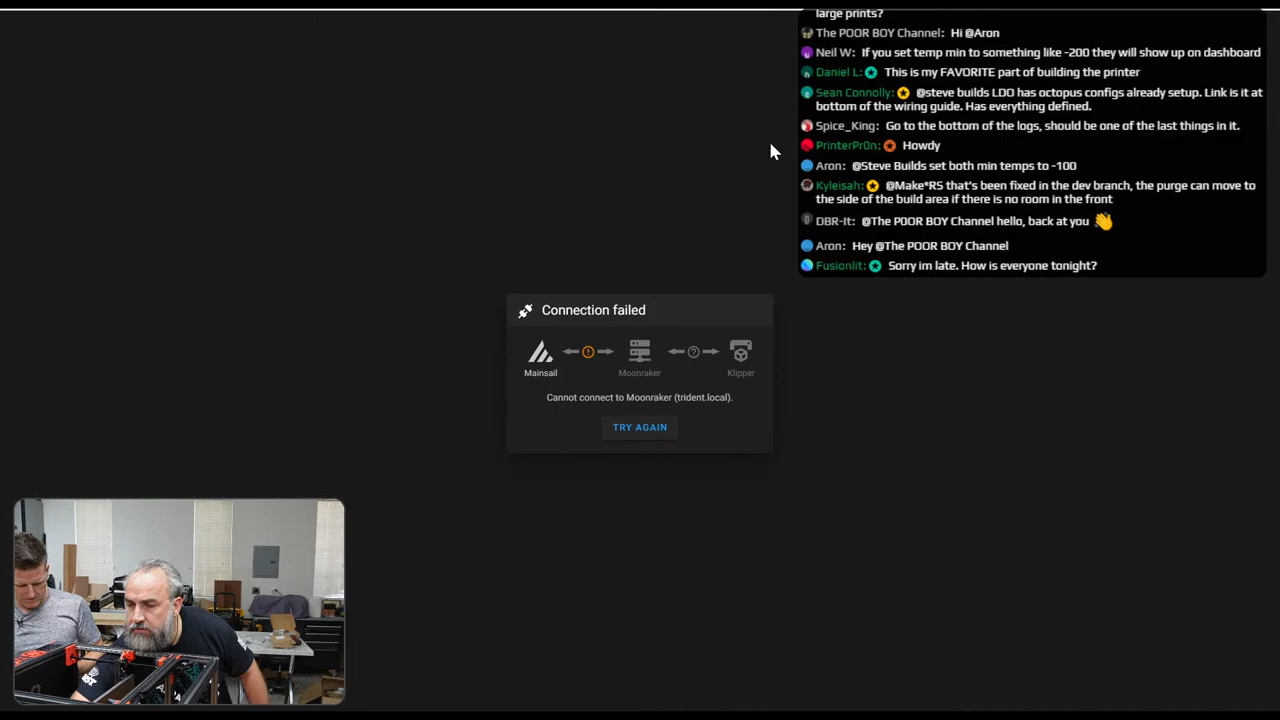 large prints?
The POOR BOY Channel: Hi @Aron
Neil W: If you set temp min to something like -200 they will show up on dashboard
Daniel L: This is my FAVORITE part of building the printer
Sean Connolly: @steve builds LDO has octopus configs already setup. Link is it at
bottom of the wiring guide. Has everything defined.
Spice_King: Go to the bottom of the logs, should be one of the last things in it.
PrinterPr0n: Howdy
Aron: @Steve Builds set both min temps to -100
Kyleisah: @Make*RS that's been fixed in the dev branch, the purge can move to
the side of the build area if there is no room in the front
DBR-It: @The POOR BOY Channel hello, back at you
Aron: Hey @The POOR BOY Channel
Fusionlit: Sorry im late. How is everyone tonight?
Connection failed
Mainsail Moonraker Klipper
Cannot connect to Moonraker (trident.local).
TRY AGAIN